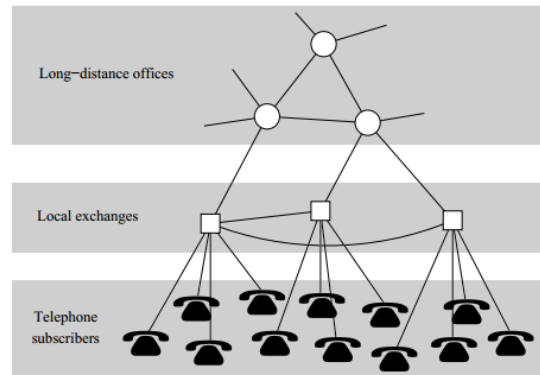 Long−distance offices
Local exchanges
Telephone
subscribers